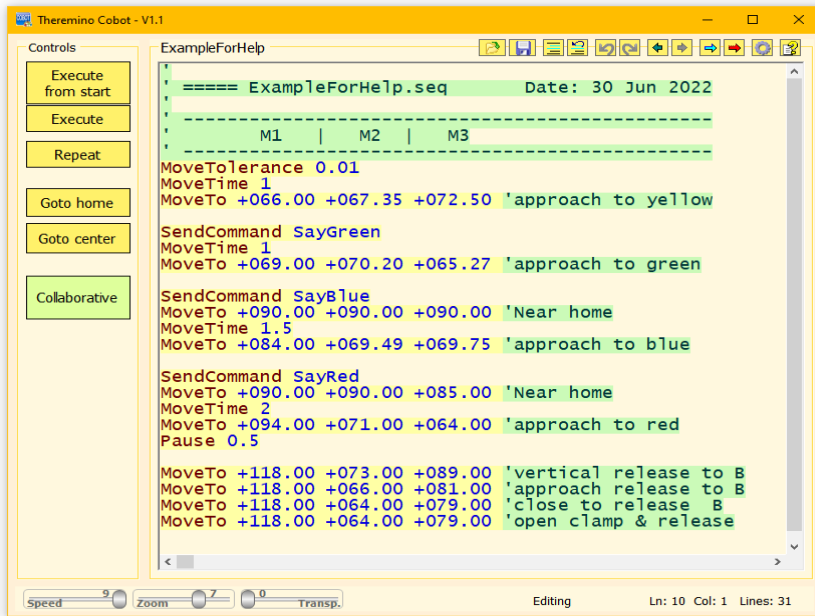 Theremino Cobot - V1.1
Controls
Execute
from start
Execute
Repeat
Goto home
Goto center
Collaborative
ExampleForHelp
'
' ===== ExampleForHelp.seq       Date: 30 Jun 2022
'
' ------------------------------------------------
'        M1   |   M2  |   M3
' ------------------------------------------------
MoveTolerance 0.01
MoveTime 1
MoveTo +066.00 +067.35 +072.50 'approach to yellow
SendCommand SayGreen
MoveTime 1
MoveTo +069.00 +070.20 +065.27 'approach to green
SendCommand SayBlue
MoveTo +090.00 +090.00 +090.00 'Near home
MoveTime 1.5
MoveTo +084.00 +069.49 +069.75 'approach to blue
SendCommand SayRed
MoveTo +090.00 +090.00 +085.00 'Near home
MoveTime 2
MoveTo +094.00 +071.00 +064.00 'approach to red
Pause 0.5
MoveTo +118.00 +073.00 +089.00 'vertical release to B
MoveTo +118.00 +066.00 +081.00 'approach release to B
MoveTo +118.00 +064.00 +079.00 'close to release  B
MoveTo +118.00 +064.00 +079.00 'open clamp & release
Speed 9 Zoom 7 0 Transp. Editing Ln: 10 Col: 1 Lines: 31